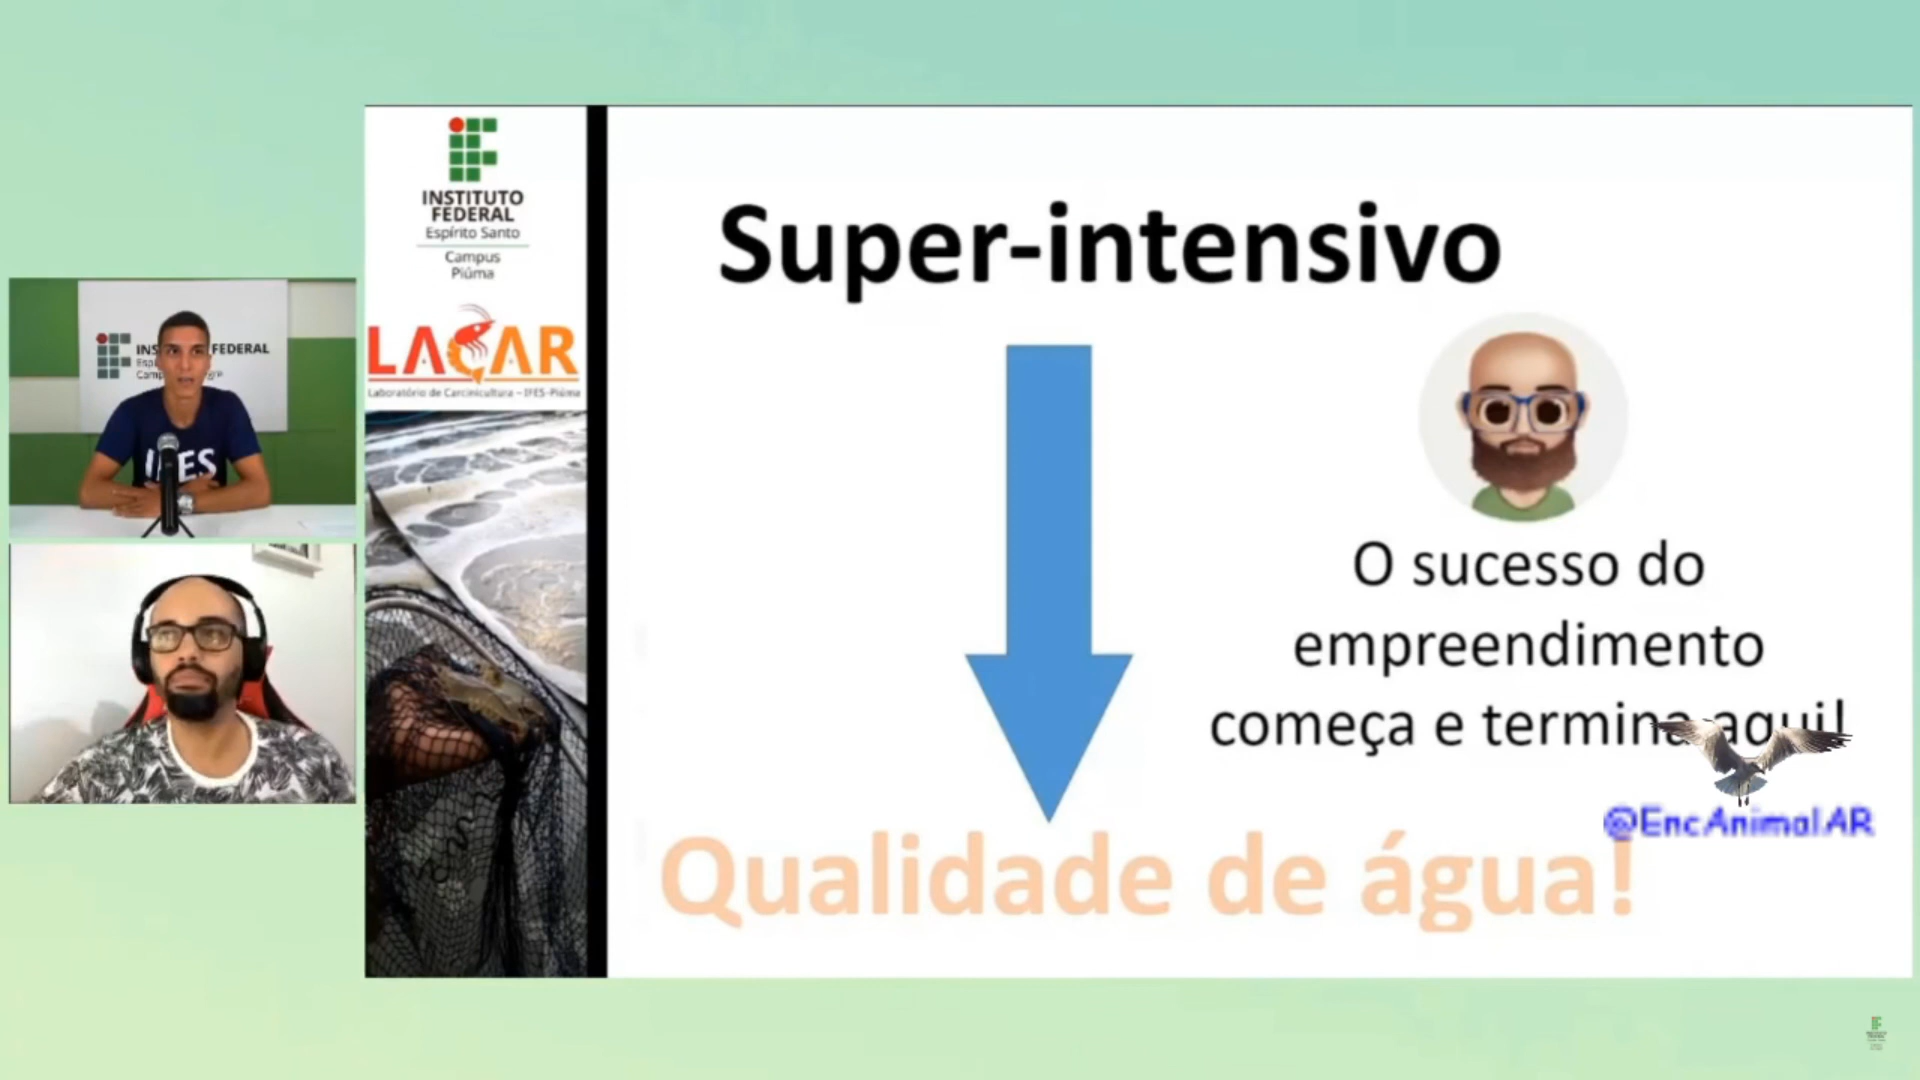 INSTITUTO
FEDERAL
Espírito Santo
Campus
Piúma
LACAR
Laboratório de Carcinicultura – IFES-Piúma
Super-intensivo
O sucesso do
empreendimento
começa e termina aqui!
@EncAnimalAR
Qualidade de água!
FEDERAL
IFES